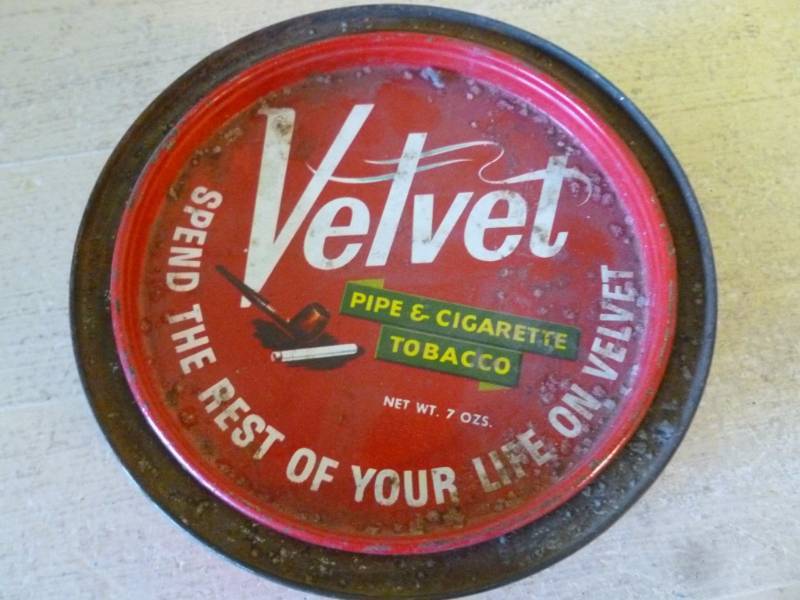 Velvet
PIPE & CIGARETTE
TOBACCO
NET WT. 7 OZS.
SPEND THE REST OF YOUR LIFE ON VELVET